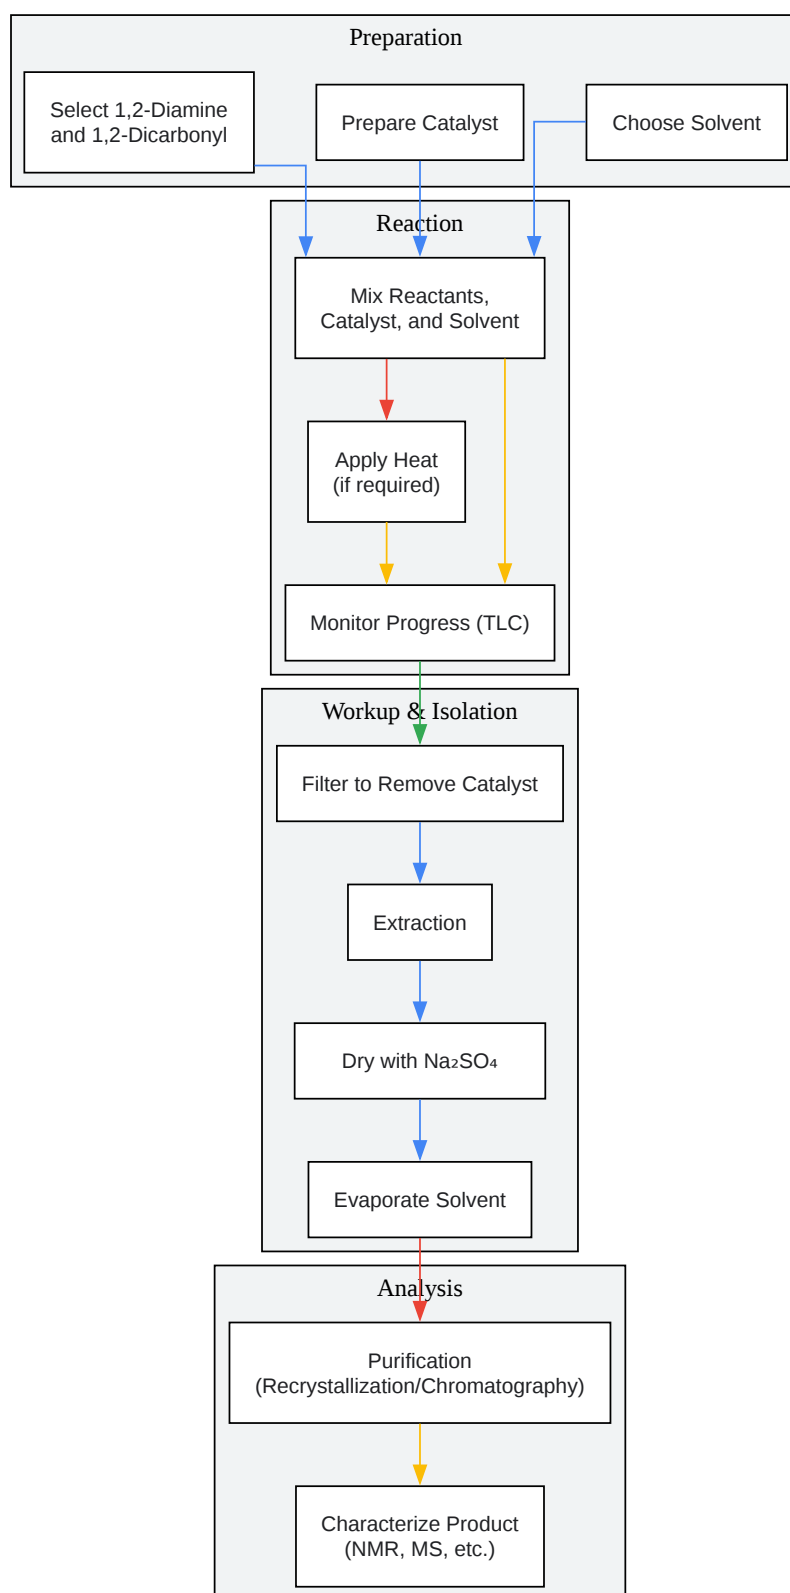 Preparation
Select 1,2-Diamine
and 1,2-Dicarbonyl
Prepare Catalyst
Choose Solvent
Reaction
Mix Reactants,
Catalyst, and Solvent
Apply Heat
(if required)
Monitor Progress (TLC)
Workup & Isolation
Filter to Remove Catalyst
Extraction
Dry with Na₂SO₄
Evaporate Solvent
Analysis
Purification
(Recrystallization/Chromatography)
Characterize Product
(NMR, MS, etc.)